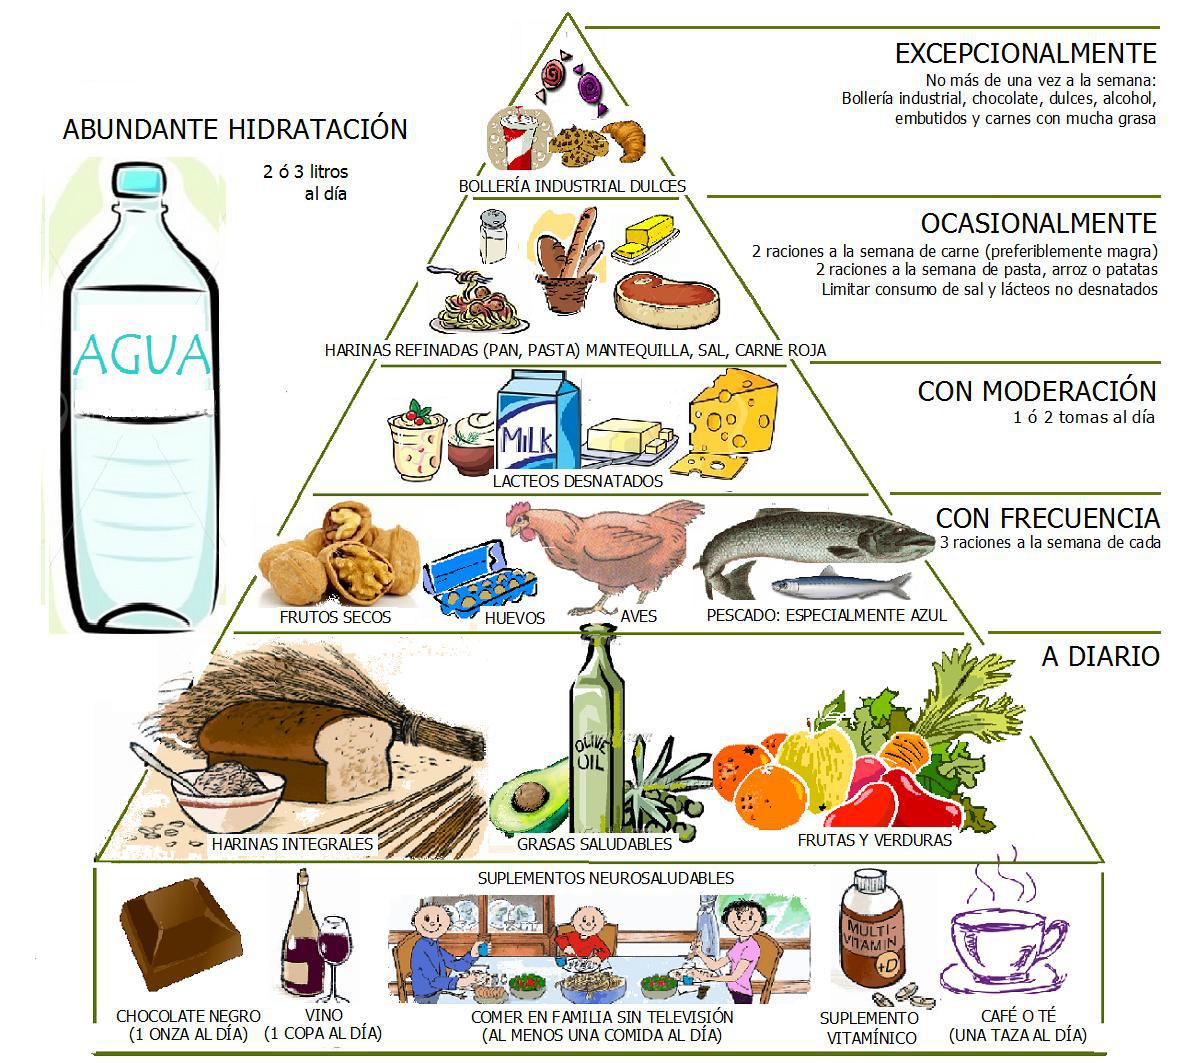 EXCEPCIONALMENTE
No más de una vez a la semana:
Bollería industrial, chocolate, dulces, alcohol,
embutidos y carnes con mucha grasa
ABUNDANTE HIDRATACIÓN
2 ó 3 litros
al día
AGUA
BOLLERÍA INDUSTRIAL DULCES
OCASIONALMENTE
2 raciones a la semana de carne (preferiblemente magra)
2 raciones a la semana de pasta, arroz o patatas
Limitar consumo de sal y lácteos no desnatados
HARINAS REFINADAS (PAN, PASTA) MANTEQUILLA, SAL, CARNE ROJA
CON MODERACIÓN
1 ó 2 tomas al día
MILK
LACTEOS DESNATADOS
CON FRECUENCIA
3 raciones a la semana de cada
FRUTOS SECOS
HUEVOS
AVES
PESCADO: ESPECIALMENTE AZUL
A DIARIO
OLIVE
OIL
HARINAS INTEGRALES
GRASAS SALUDABLES
FRUTAS Y VERDURAS
SUPLEMENTOS NEUROSALUDABLES
MULTI-
VITAMIN
+D
CHOCOLATE NEGRO
(1 ONZA AL DÍA)
VINO
(1 COPA AL DÍA)
COMER EN FAMILIA SIN TELEVISIÓN
(AL MENOS UNA COMIDA AL DÍA)
SUPLEMENTO
VITAMÍNICO
CAFÉ O TÉ
(UNA TAZA AL DÍA)